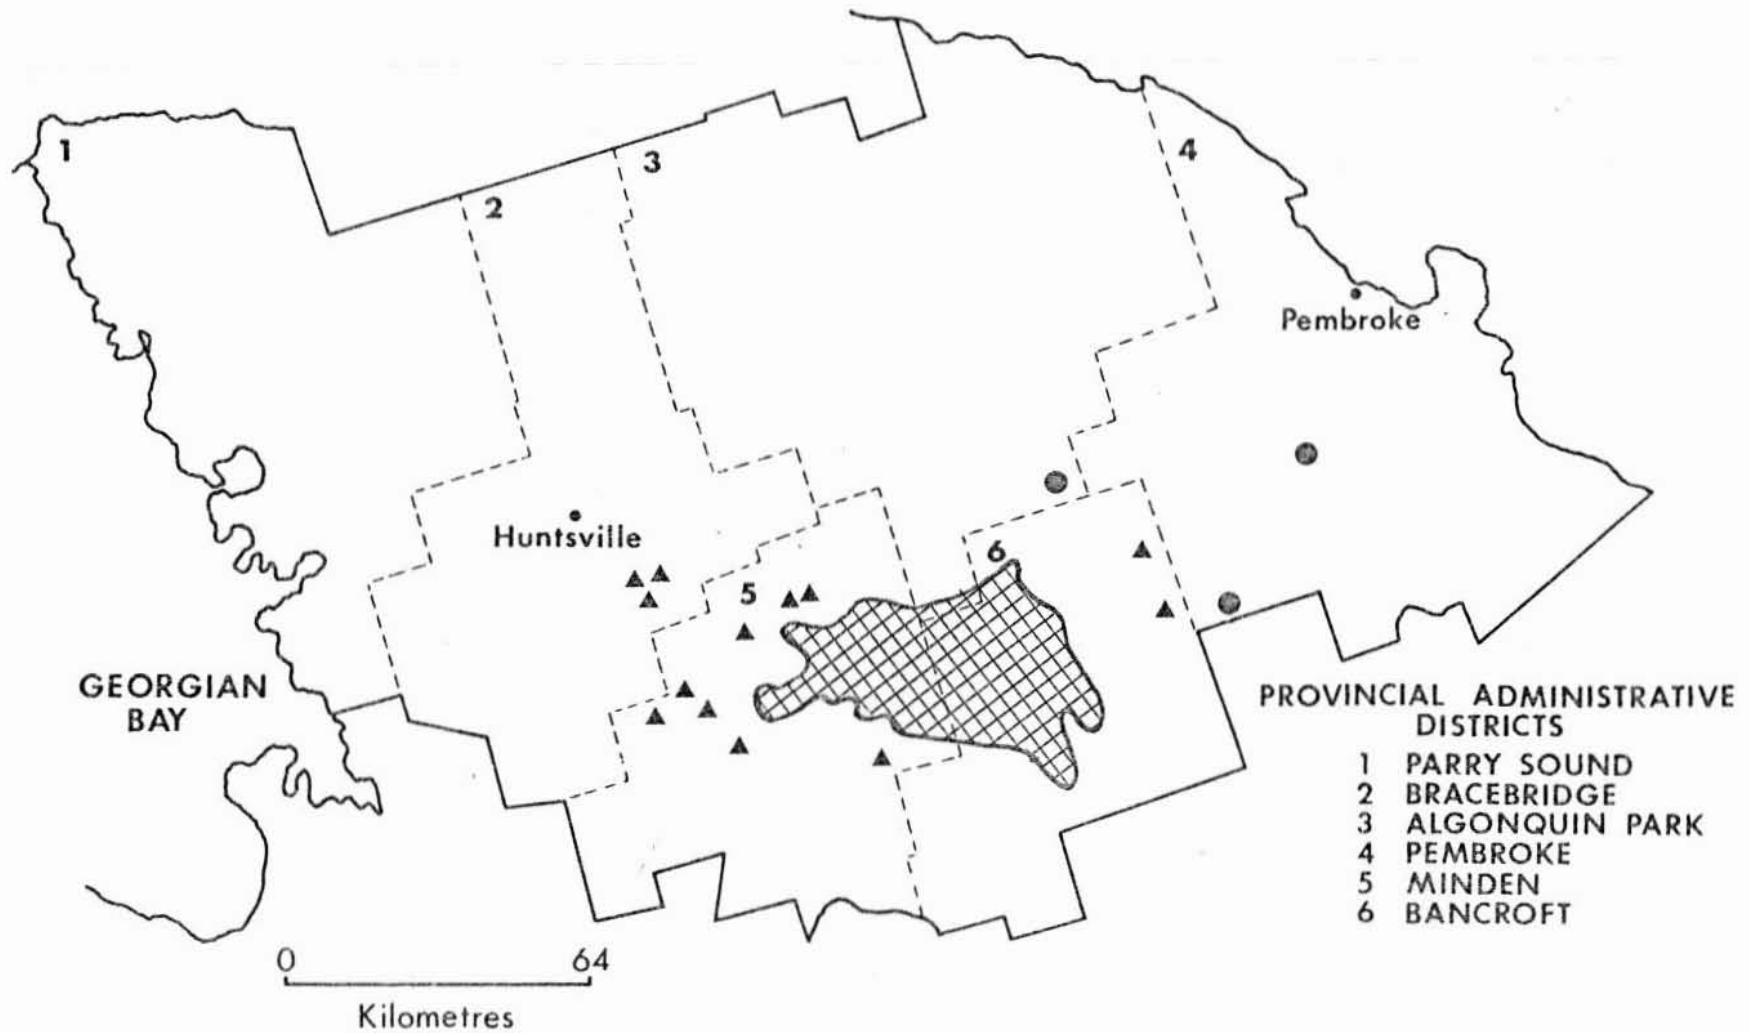 1
2
3
4
Pembroke
Huntsville
5
6
GEORGIAN
BAY
PROVINCIAL ADMINISTRATIVE
DISTRICTS
1 PARRY SOUND
2 BRACEBRIDGE
3 ALGONQUIN PARK
4 PEMBROKE
5 MINDEN
6 BANCROFT
0 64
Kilometres